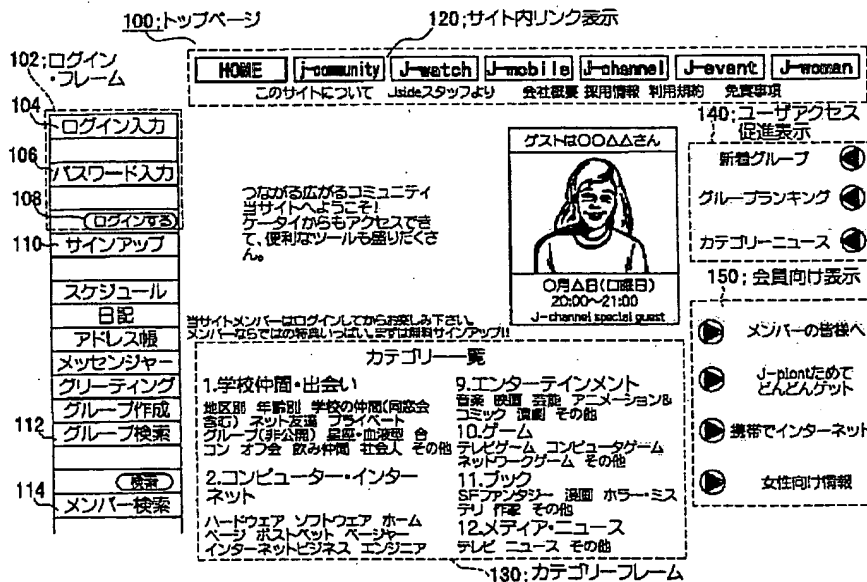 100;トップページ
120;サイト内リンク表示
102;ログイン
・フレーム
HOME j-community J-watch J-mobile J-channel J-event J-woman
このサイトについて Jsideスタッフより 会社概要 採用情報 利用規約 免責事項
104
ログイン入力
106
パスワード入力
108
ログインする
110
サインアップ
スケジュール
日記
アドレス帳
メッセンジャー
グリーティング
グループ作成
112
グループ検索
検索
114
メンバー検索
つながる広がるコミュニティ
当サイトへようこそ!
ケータイからもアクセスでき
て、便利なツールも盛りだくさ
ん。
ゲストは○○△△さん
○月△日(口曜日)
20:00~21:00
J-channel special guest
140;ユーザアクセス
促進表示
新着グループ
グループランキング
カテゴリーニュース
150;会員向け表示
メンバーの皆様へ
J-piontためて
どんどんゲット
携帯でインターネット
女性向け情報
当サイトメンバーはログインしてからお楽しみ下さい。
メンバーならではの特典いっぱい。まずは無料サインアップ!!
カテゴリー一覧
1.学校仲間・出会い
地区別 年齢別 学校の仲間(同窓会
含む) ネット友達 プライベート
グループ(非公開) 星座・血液型 合
コン オフ会 飲み仲間 社会人 その他
2.コンピューター・インター
ネット
ハードウェア ソフトウェア ホーム
ページ ポストペット ページャー
インターネットビジネス エンジニア
9.エンターテインメント
音楽 映画 芸能 アニメーション&
コミック 演劇 その他
10.ゲーム
テレビゲーム コンピュータゲーム
ネットワークゲーム その他
11.ブック
SFファンタジー 漫画 ホラー・ミス
テリ 作家 その他
12.メディア・ニュース
テレビ ニュース その他
130;カテゴリーフレーム